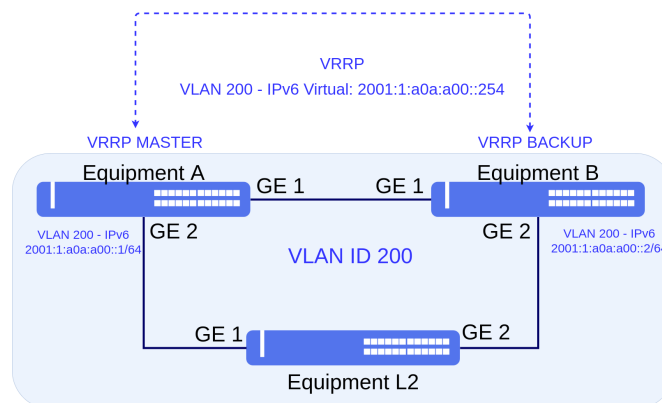 VRRP
VLAN 200 - IPv6 Virtual: 2001:1:a0a:a00::254
VRRP MASTER
VRRP BACKUP
Equipment A
Equipment B
GE 1
GE 1
VLAN 200 - IPv6
2001:1:a0a:a00::1/64
GE 2
GE 2
VLAN 200 - IPv6
2001:1:a0a:a00::2/64
VLAN ID 200
GE 1
GE 2
Equipment L2